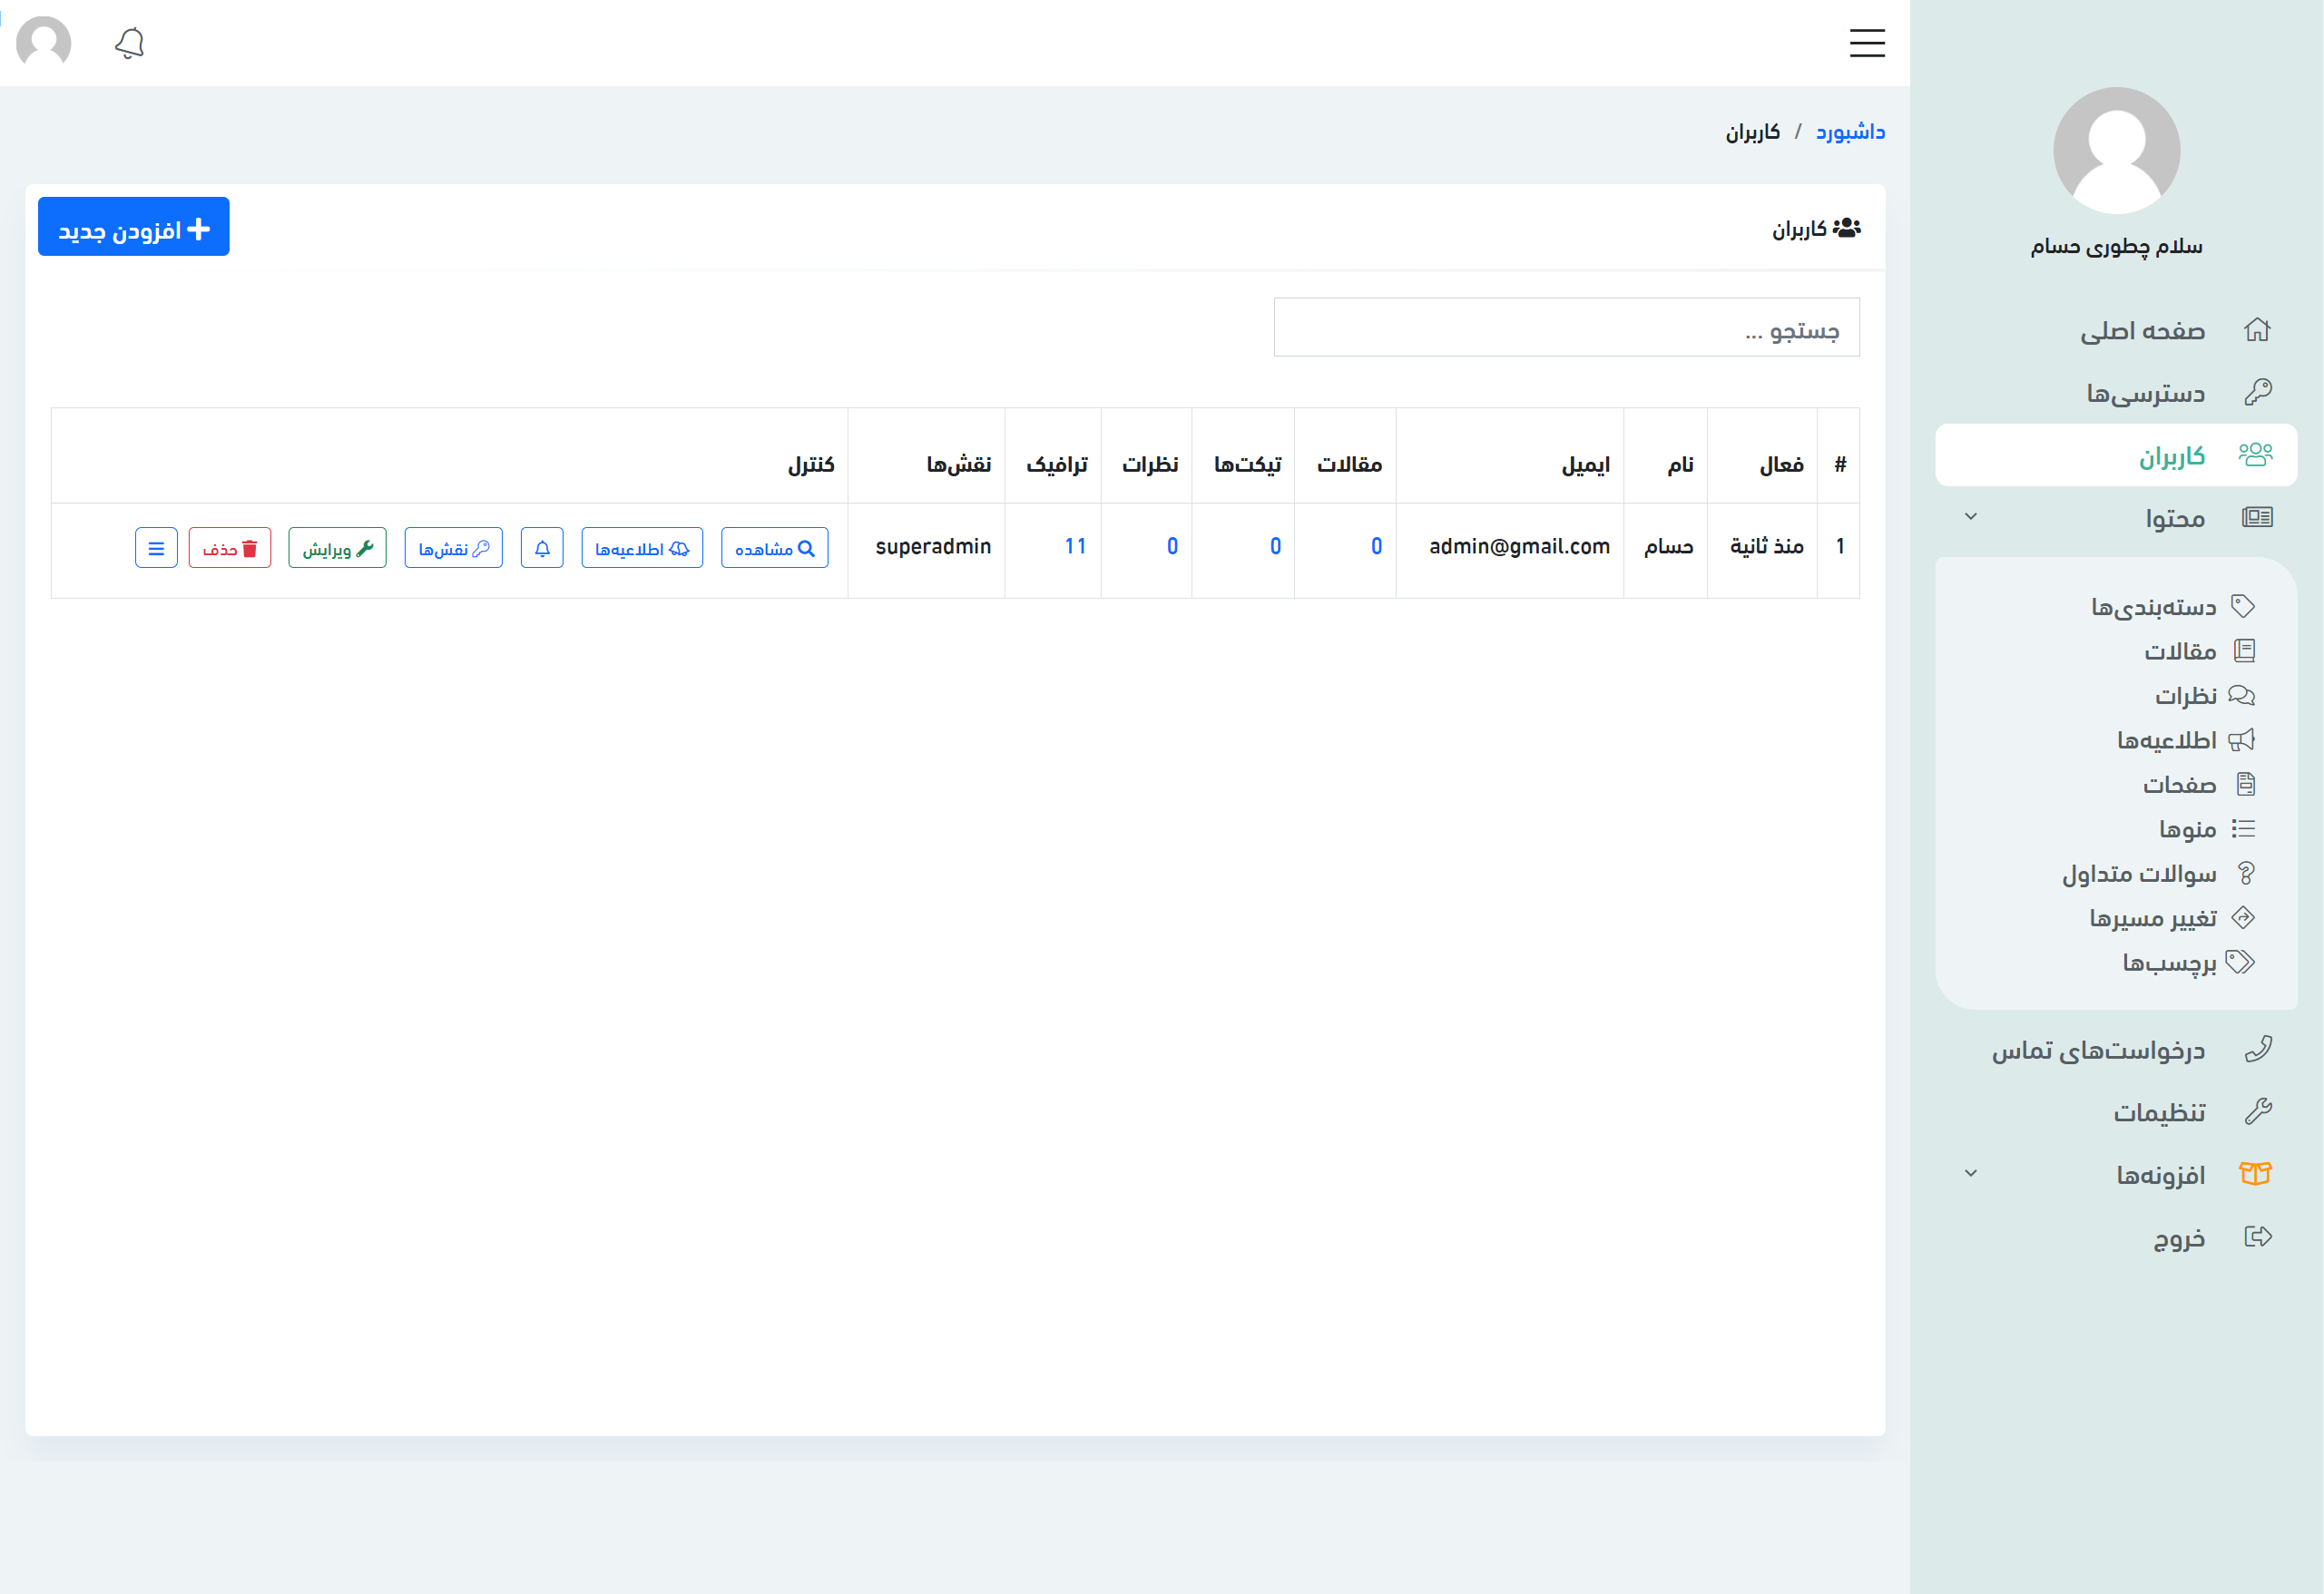 سلام چطوری حسام
صفحه اصلی
دسترسی‌ها
کاربران
محتوا
دسته‌بندی‌ها
مقالات
نظرات
اطلاعیه‌ها
صفحات
منوها
سوالات متداول
تغییر مسیرها
برچسب‌ها
درخواست‌های تماس
تنظیمات
افزونه‌ها
خروج
داشبورد / کاربران
کاربران
افزودن جدید
جستجو ...
# فعال نام ایمیل مقالات تیکت‌ها نظرات ترافیک نقش‌ها کنترل
1 منذ ثانية حسام admin@gmail.com 0 0 0 11 superadmin مشاهده اطلاعیه‌ها نقش‌ها ویرایش حذف